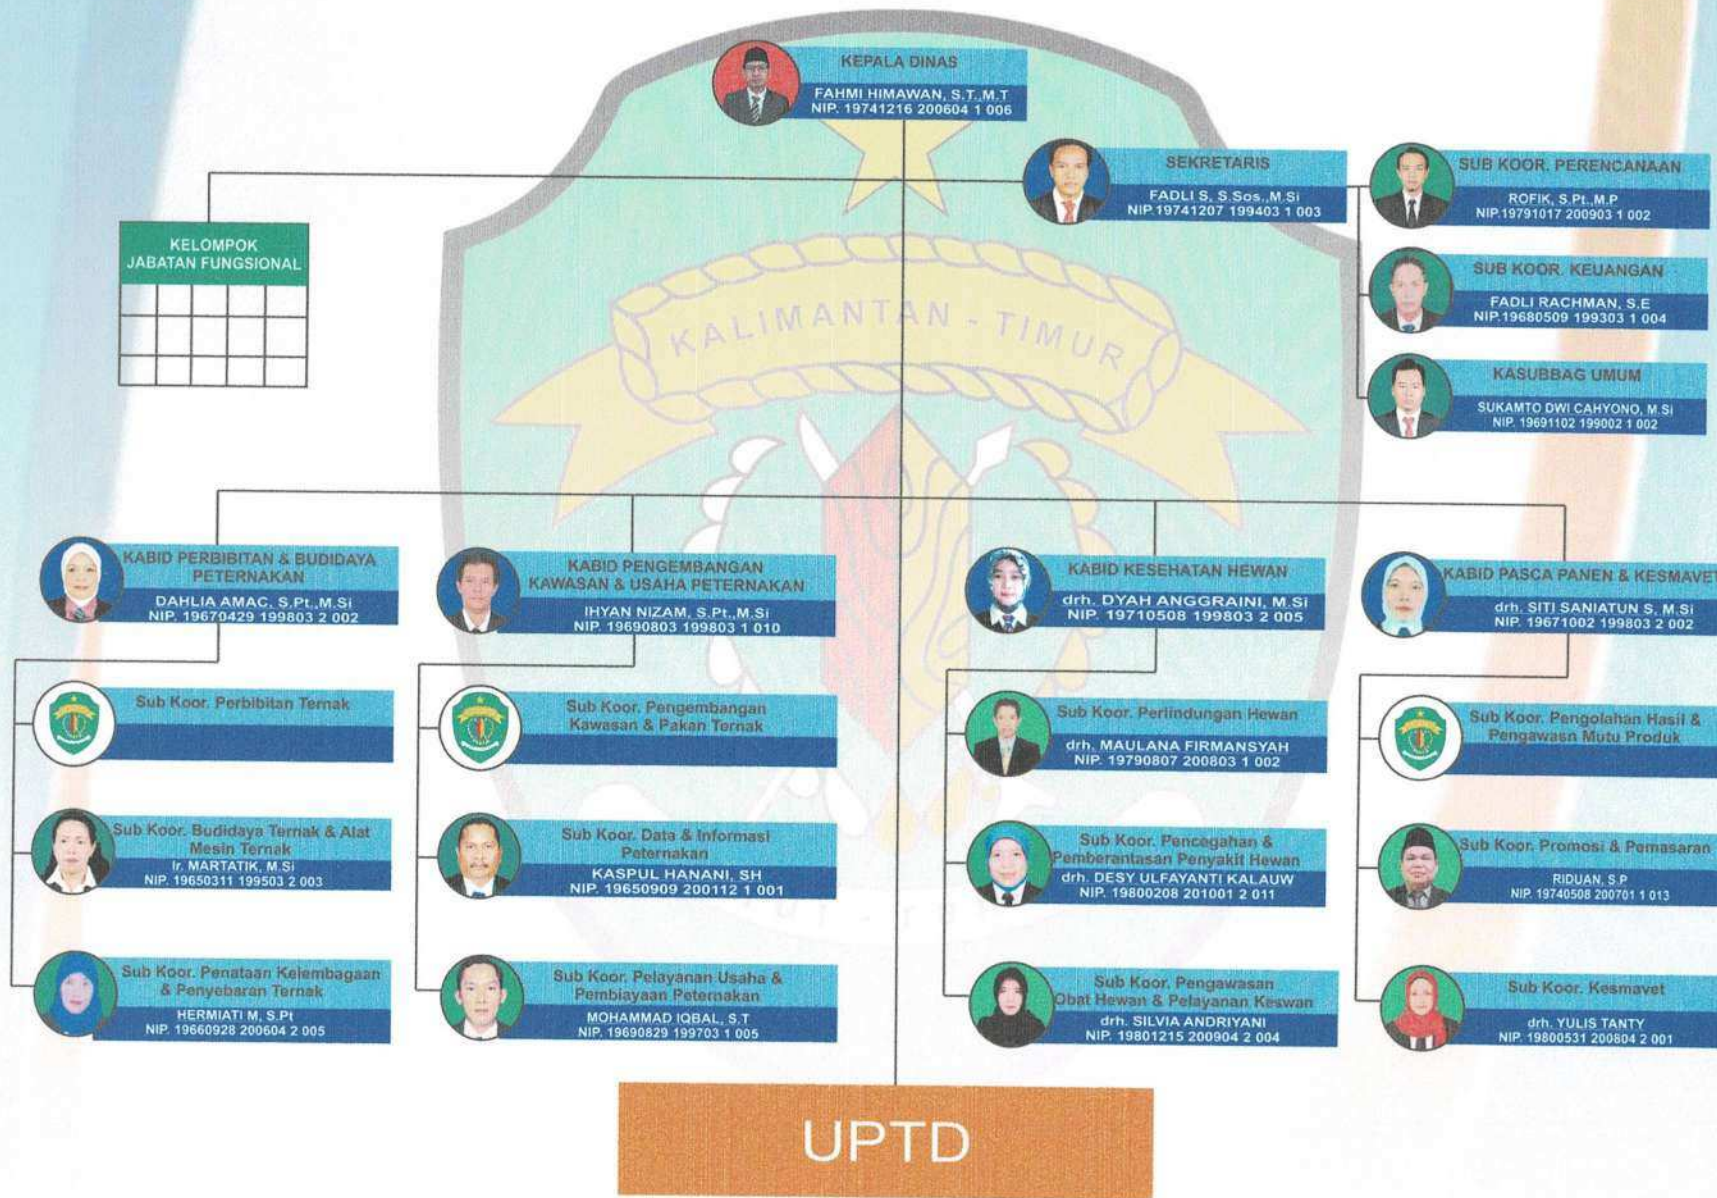 KEPALA DINAS
FAHMI HIMAWAN, S.T.,M.T
NIP. 19741216 200604 1 006
SEKRETARIS
FADLI S, S.Sos.,M.Si
NIP.19741207 199403 1 003
SUB KOOR. PERENCANAAN
ROFIK, S.Pt.,M.P
NIP.19791017 200903 1 002
SUB KOOR. KEUANGAN
FADLI RACHMAN, S.E
NIP.19680509 199303 1 004
KASUBBAG UMUM
SUKAMTO DWI CAHYONO, M.Si
NIP. 19691102 199002 1 002
KELOMPOK
JABATAN FUNGSIONAL
KALIMANTAN - TIMUR
KABID PERBIBITAN & BUDIDAYA
PETERNAKAN
DAHLIA AMAC, S.Pt.,M.Si
NIP. 19670429 199803 2 002
Sub Koor. Perbibitan Ternak
Sub Koor. Budidaya Ternak & Alat
Mesin Ternak
Ir. MARTATIK, M.Si
NIP. 19650311 199503 2 003
Sub Koor. Penataan Kelembagaan
& Penyebaran Ternak
HERMIATI M, S.Pt
NIP. 19660928 200604 2 005
KABID PENGEMBANGAN
KAWASAN & USAHA PETERNAKAN
IHYAN NIZAM, S.Pt.,M.Si
NIP. 19690803 199803 1 010
Sub Koor. Pengembangan
Kawasan & Pakan Ternak
Sub Koor. Data & Informasi
Peternakan
KASPUL HANANI, SH
NIP. 19650909 200112 1 001
Sub Koor. Pelayanan Usaha &
Pembiayaan Peternakan
MOHAMMAD IQBAL, S.T
NIP. 19690829 199703 1 005
KABID KESEHATAN HEWAN
drh. DYAH ANGGRAINI, M.Si
NIP. 19710508 199803 2 005
Sub Koor. Perlindungan Hewan
drh. MAULANA FIRMANSYAH
NIP. 19790807 200803 1 002
Sub Koor. Pencegahan &
Pemberantasan Penyakit Hewan
drh. DESY ULFAYANTI KALAUW
NIP. 19800208 201001 2 011
Sub Koor. Pengawasan
Obat Hewan & Pelayanan Keswan
drh. SILVIA ANDRIYANI
NIP. 19801215 200904 2 004
KABID PASCA PANEN & KESMAVET
drh. SITI SANIATUN S, M.Si
NIP. 19671002 199803 2 002
Sub Koor. Pengolahan Hasil &
Pengawasn Mutu Produk
Sub Koor. Promosi & Pemasaran
RIDUAN, S.P
NIP. 19740508 200701 1 013
Sub Koor. Kesmavet
drh. YULIS TANTY
NIP. 19800531 200804 2 001
UPTD